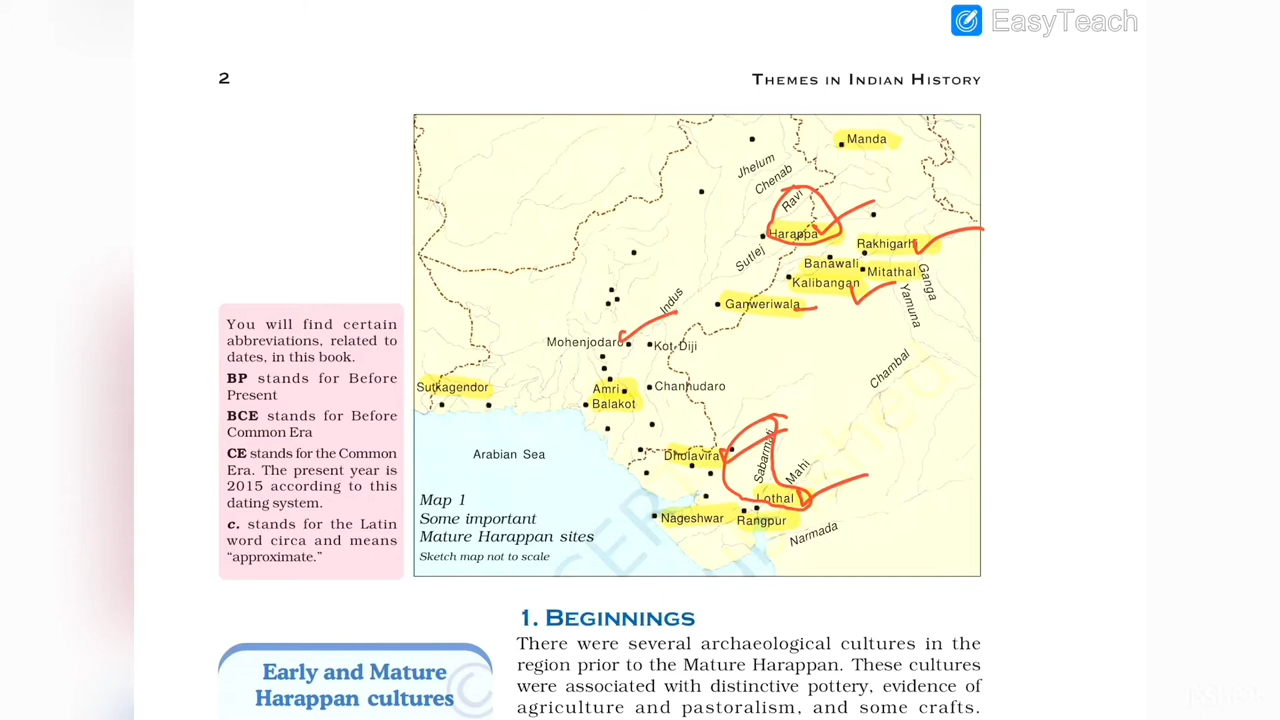 EasyTeach
2
THEMES IN INDIAN HISTORY
Manda
Jhelum
Chenab
Ravi
Harappa
Rakhigarhi
Sutlej
Banawali
Mitathal
Ganga
Kalibangan
Yamuna
Indus
Ganweriwala
Mohenjodaro
Kot Diji
Chambal
Sutkagendor
Amri
Chanhudaro
Balakot
Arabian Sea
Dholavira
Sabarmati
Mahi
Lothal
Nageshwar
Rangpur
Narmada
Map 1
Some important
Mature Harappan sites
Sketch map not to scale
You will find certain
abbreviations, related to
dates, in this book.
BP stands for Before
Present
BCE stands for Before
Common Era
CE stands for the Common
Era. The present year is
2015 according to this
dating system.
c. stands for the Latin
word circa and means
“approximate.”
1. BEGINNINGS
There were several archaeological cultures in the
region prior to the Mature Harappan. These cultures
were associated with distinctive pottery, evidence of
agriculture and pastoralism, and some crafts.
Early and Mature
Harappan cultures